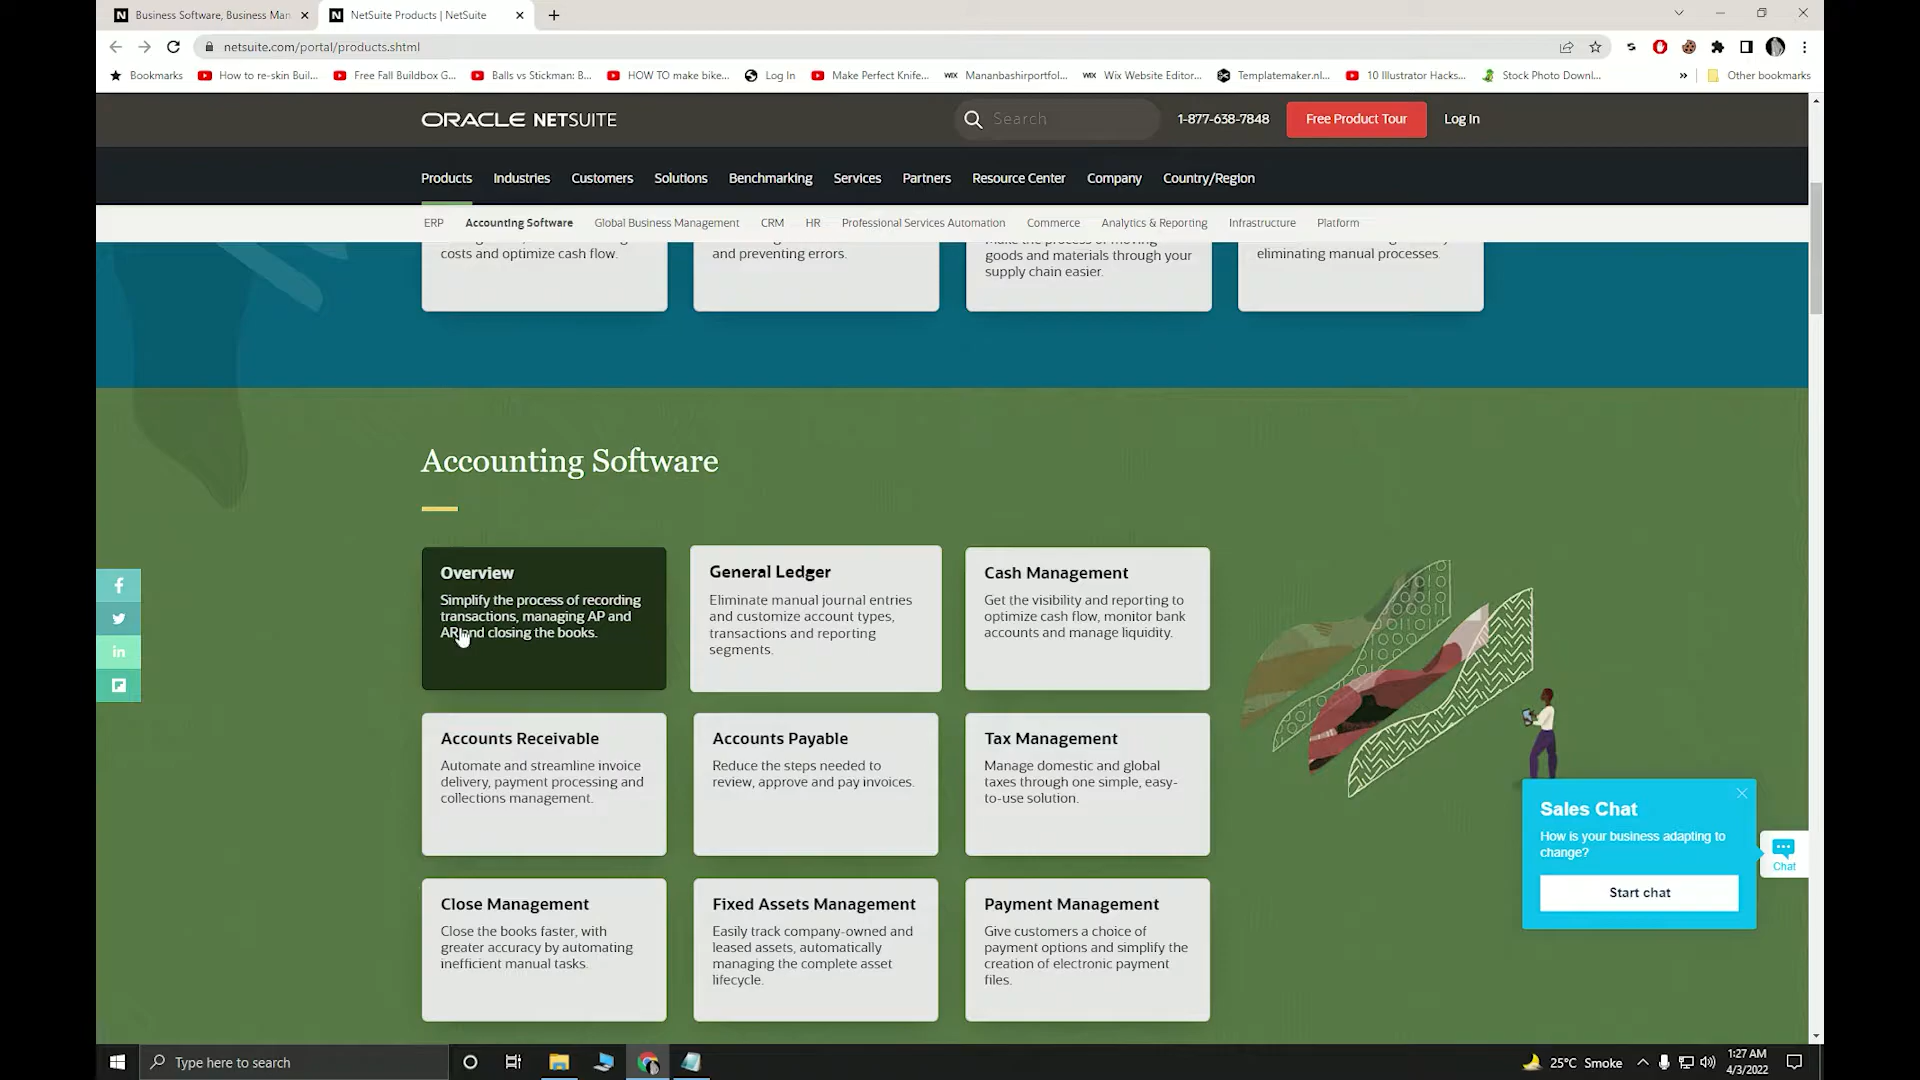 Business Software, Business Man
NetSuite Products | NetSuite
netsuite.com/portal/products.shtml
Bookmarks
How to re-skin Buil...
Free Fall Buildbox G...
Balls vs Stickman: B...
HOW TO make bike...
Log In
Make Perfect Knife...
WIX
Mananbashirportfol...
WIX
Wix Website Editor...
Templatemaker.nl...
10 Illustrator Hacks...
Stock Photo Downl...
»
Other bookmarks
ORACLE NETSUITE
Search
1-877-638-7848
Free Product Tour
Log In
Products
Industries
Customers
Solutions
Benchmarking
Services
Partners
Resource Center
Company
Country/Region
ERP
Accounting Software
Global Business Management
CRM
HR
Professional Services Automation
Commerce
Analytics & Reporting
Infrastructure
Platform
costs and optimize cash flow.
and preventing errors.
Make the process of moving
goods and materials through your
supply chain easier.
eliminating manual processes.
Accounting Software
Overview
Simplify the process of recording
transactions, managing AP and
AR and closing the books.
General Ledger
Eliminate manual journal entries
and customize account types,
transactions and reporting
segments.
Cash Management
Get the visibility and reporting to
optimize cash flow, monitor bank
accounts and manage liquidity.
Accounts Receivable
Automate and streamline invoice
delivery, payment processing and
collections management.
Accounts Payable
Reduce the steps needed to
review, approve and pay invoices.
Tax Management
Manage domestic and global
taxes through one simple, easy-
to-use solution.
Close Management
Close the books faster, with
greater accuracy by automating
inefficient manual tasks.
Fixed Assets Management
Easily track company-owned and
leased assets, automatically
managing the complete asset
lifecycle.
Payment Management
Give customers a choice of
payment options and simplify the
creation of electronic payment
files.
Sales Chat
How is your business adapting to
change?
Start chat
Chat
Type here to search
25°C Smoke
1:27 AM
4/3/2022